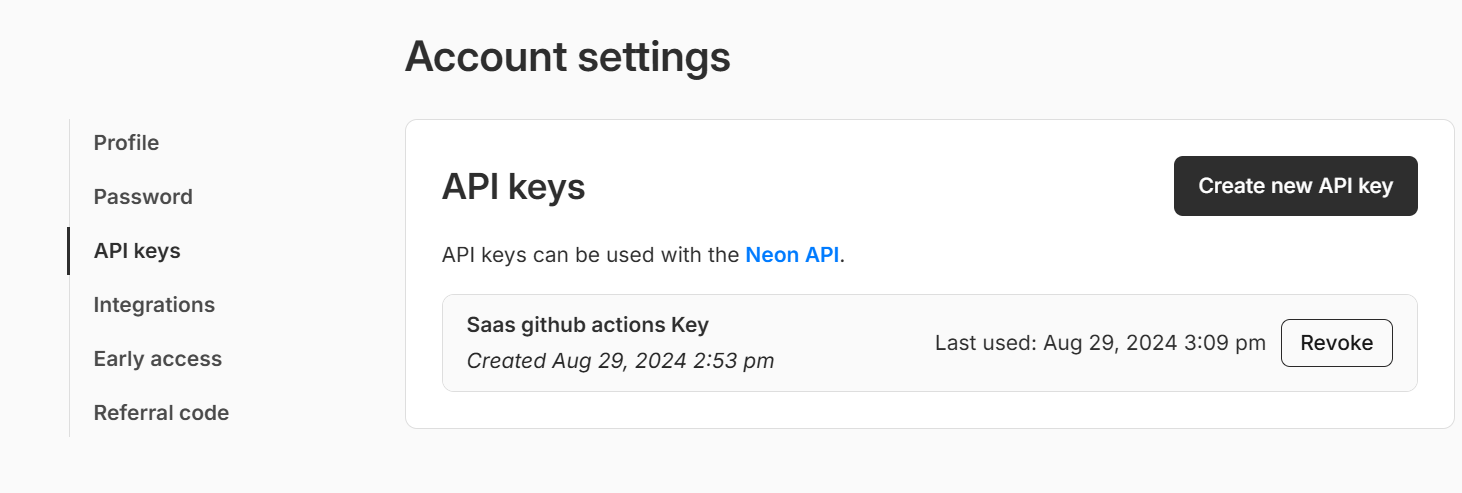 Account settings
Profile
Password
API keys
Integrations
Early access
Referral code
API keys
Create new API key
API keys can be used with the Neon API.
Saas github actions Key
Created Aug 29, 2024 2:53 pm
Last used: Aug 29, 2024 3:09 pm
Revoke